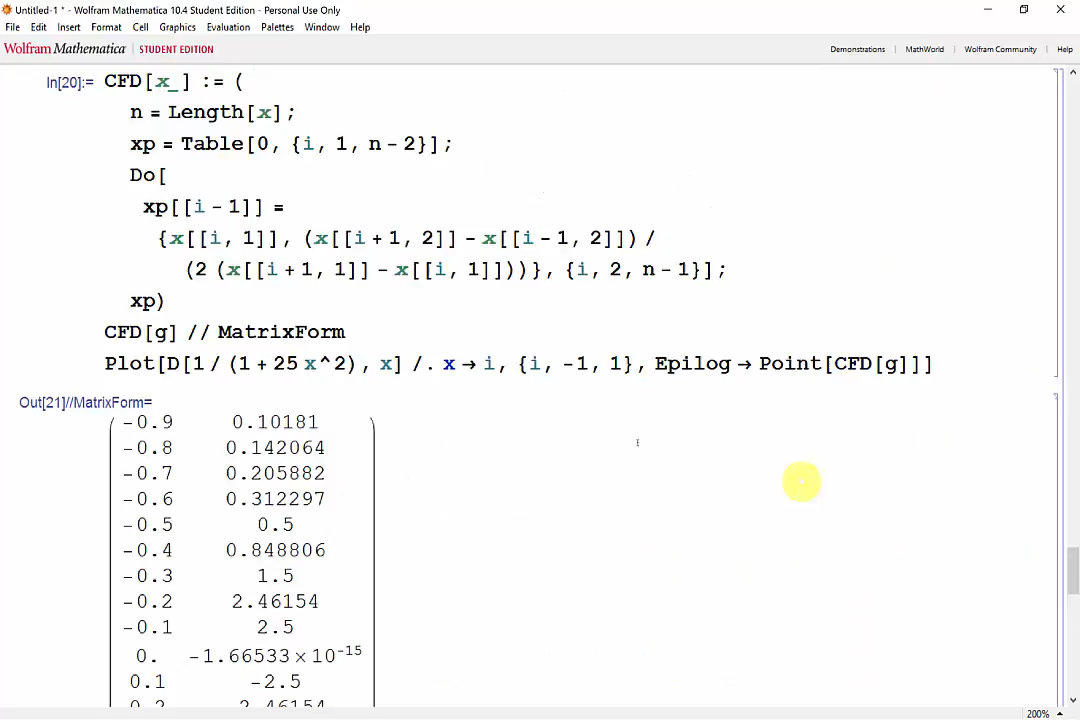 Untitled-1 * - Wolfram Mathematica 10.4 Student Edition - Personal Use Only
File Edit Insert Format Cell Graphics Evaluation Palettes Window Help
Wolfram Mathematica | STUDENT EDITION Demonstrations | MathWorld | Wolfram Community | Help
In[20]:= CFD[x_] := (
n = Length[x];
xp = Table[0, {i, 1, n - 2}];
Do[
xp[[i - 1]] =
{x[[i, 1]], (x[[i + 1, 2]] - x[[i - 1, 2]]) /
(2 (x[[i + 1, 1]] - x[[i, 1]]))}, {i, 2, n - 1}];
xp)
CFD[g] // MatrixForm
Plot[D[1 / (1 + 25 x^2), x] /. x → i, {i, -1, 1}, Epilog → Point[CFD[g]]]
Out[21]//MatrixForm=
-0.9 0.10181
-0.8 0.142064
-0.7 0.205882
-0.6 0.312297
-0.5 0.5
-0.4 0.848806
-0.3 1.5
-0.2 2.46154
-0.1 2.5
0. -1.66533×10^-15
0.1 -2.5
200%